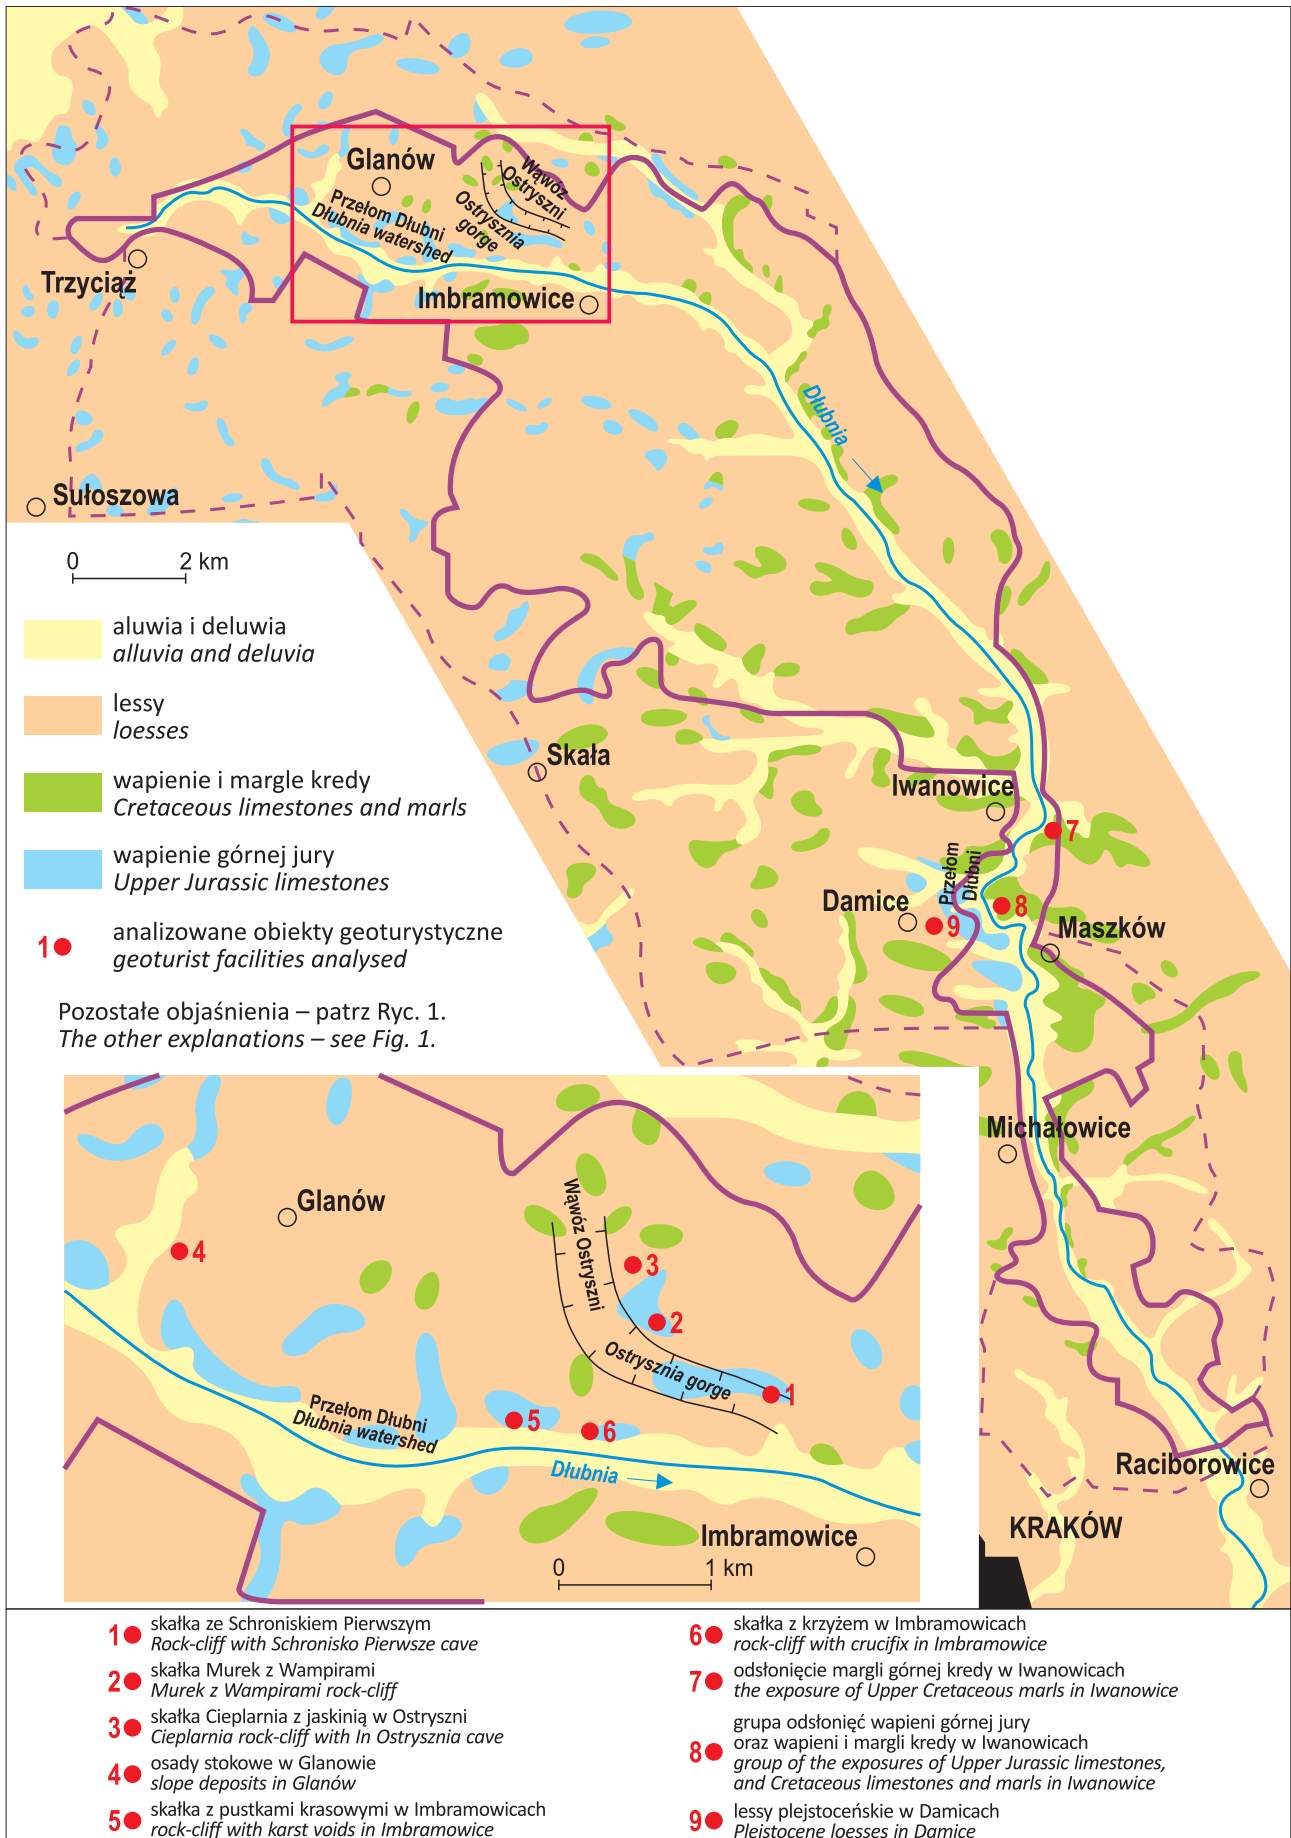 Glanów
Wąwóz
Ostryszni
Ostrysznia
gorge
Przełom Dłubni
Dłubnia watershed
Trzyciąż
Imbramowice
Dłubnia
Sułoszowa
0 2 km
aluwia i deluwia
alluvia and deluvia
lessy
loesses
wapienie i margle kredy
Cretaceous limestones and marls
wapienie górnej jury
Upper Jurassic limestones
1 analizowane obiekty geoturystyczne
geoturist facilities analysed
Pozostałe objaśnienia – patrz Ryc. 1.
The other explanations – see Fig. 1.
Skała
Iwanowice
7
Przełom
Dłubni
Damice
8
9
Maszków
Michałowice
Raciborowice
KRAKÓW
Glanów
4
Wąwóz Ostryszni
3
2
Ostrysznia gorge
1
Przełom Dłubni
Dłubnia watershed
5
6
Dłubnia
Imbramowice
0 1 km
1 skałka ze Schroniskiem Pierwszym
Rock-cliff with Schronisko Pierwsze cave
2 skałka Murek z Wampirami
Murek z Wampirami rock-cliff
3 skałka Cieplarnia z jaskinią w Ostryszni
Cieplarnia rock-cliff with In Ostrysznia cave
4 osady stokowe w Glanowie
slope deposits in Glanów
5 skałka z pustkami krasowymi w Imbramowicach
rock-cliff with karst voids in Imbramowice
6 skałka z krzyżem w Imbramowicach
rock-cliff with crucifix in Imbramowice
7 odsłonięcie margli górnej kredy w Iwanowicach
the exposure of Upper Cretaceous marls in Iwanowice
grupa odsłonięć wapieni górnej jury
8 oraz wapieni i margli kredy w Iwanowicach
group of the exposures of Upper Jurassic limestones,
and Cretaceous limestones and marls in Iwanowice
9 lessy plejstoceńskie w Damicach
Pleistocene loesses in Damice